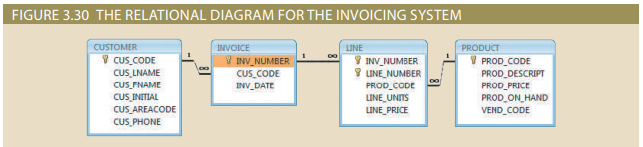 FIGURE 3.30 THE RELATIONAL DIAGRAM FOR THE INVOICING SYSTEM
CUSTOMER
CUS_CODE
CUS_LNAME
CUS_FNAME
CUS_INITIAL
CUS_AREACODE
CUS_PHONE
1
∞
INVOICE
INV_NUMBER
CUS_CODE
INV_DATE
1
∞
LINE
INV_NUMBER
LINE_NUMBER
PROD_CODE
LINE_UNITS
LINE_PRICE
∞
1
PRODUCT
PROD_CODE
PROD_DESCRIPT
PROD_PRICE
PROD_ON_HAND
VEND_CODE